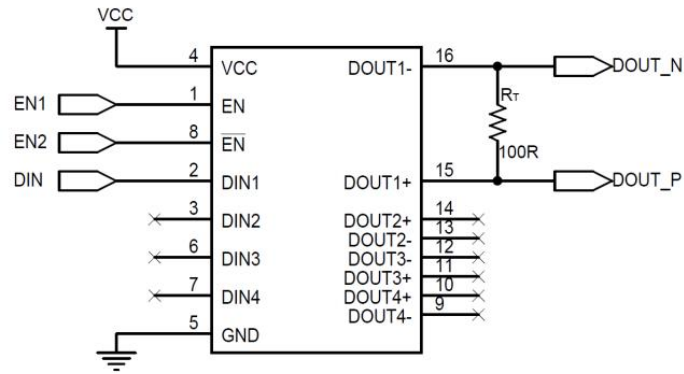 VCC
4 VCC DOUT1- 16 DOUT_N
EN1 1 EN RT
EN2 8 EN 100R
DIN 2 DIN1 DOUT1+ 15 DOUT_P
3 DIN2 DOUT2+ 14
DOUT2- 13
6 DIN3 DOUT3- 12
DOUT3+ 11
7 DIN4 DOUT4+ 10
DOUT4- 9
5 GND